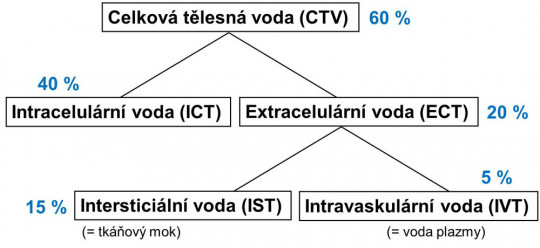 Celková tělesná voda (CTV) 60 %
40 %
Intracelulární voda (ICT) Extracelulární voda (ECT) 20 %
5 %
15 % Intersticiální voda (IST) Intravaskulární voda (IVT)
(= tkáňový mok) (= voda plazmy)